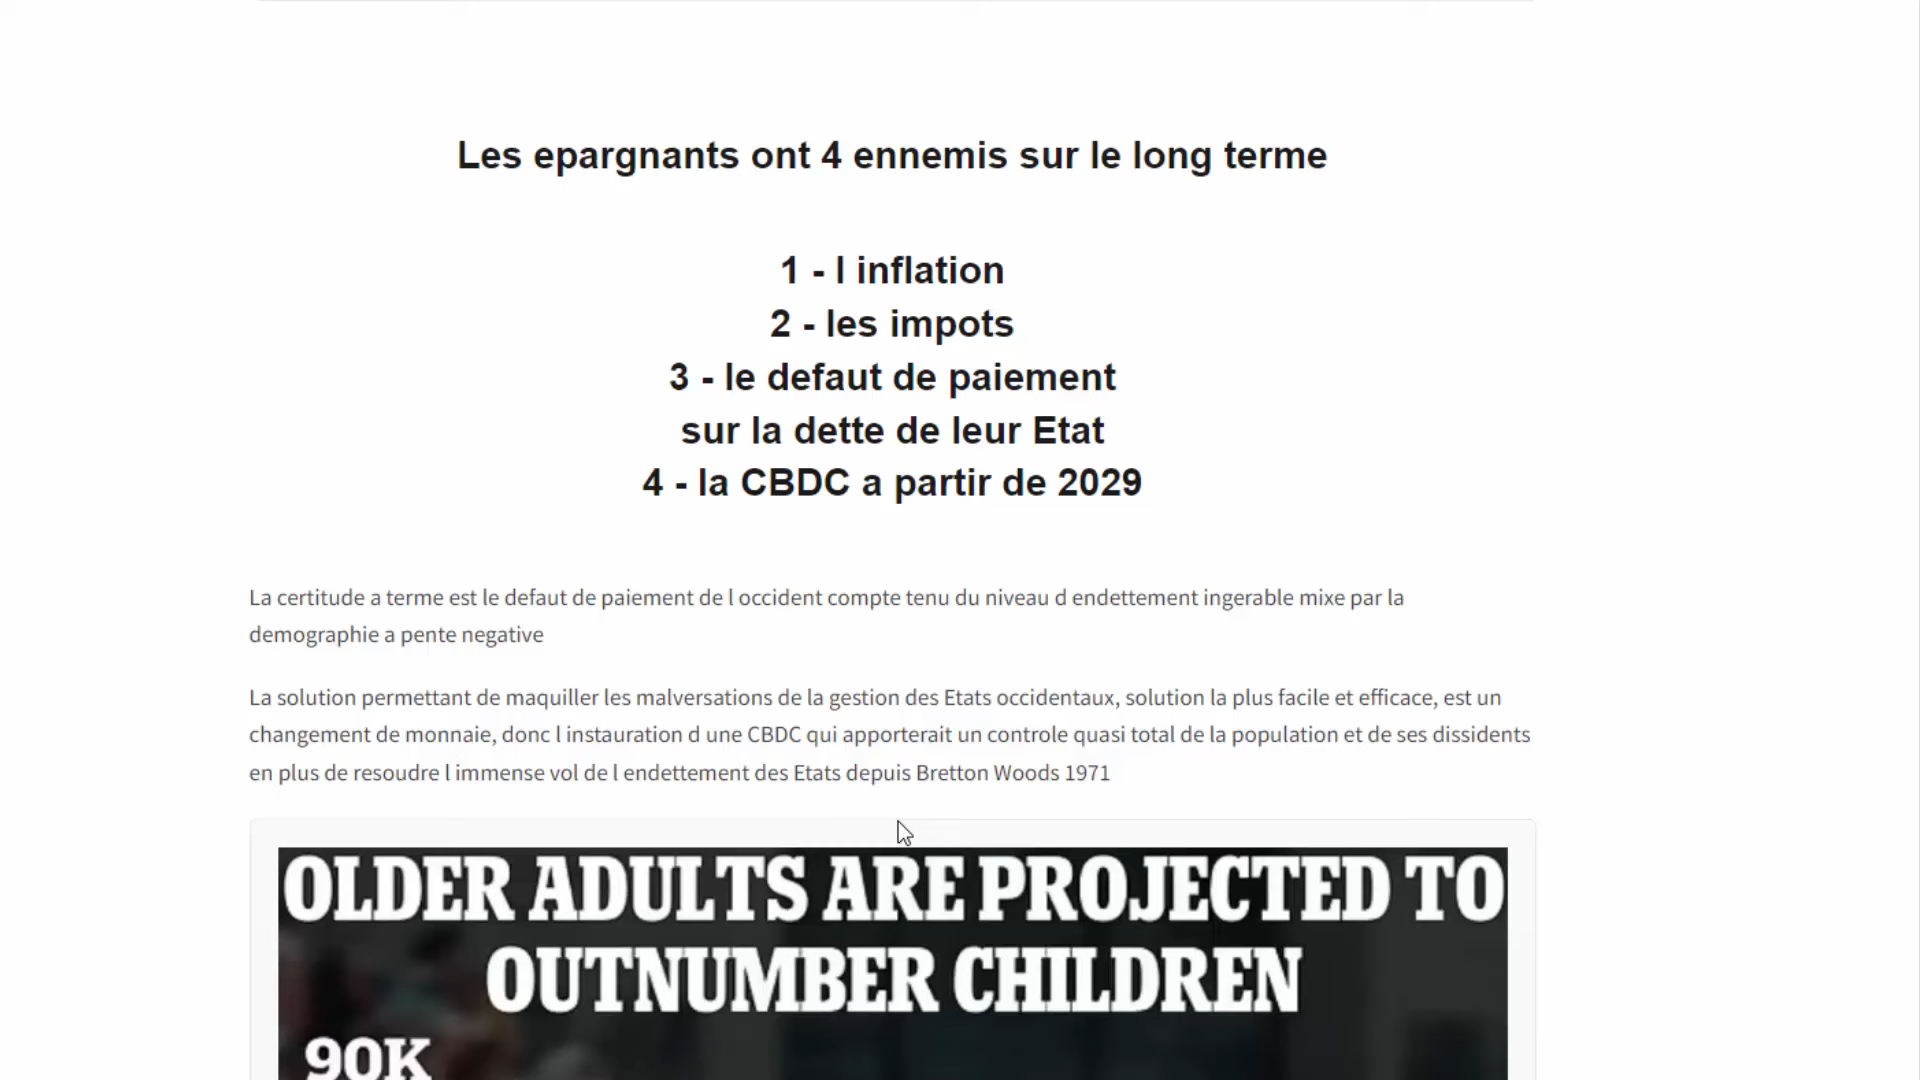 Les epargnants ont 4 ennemis sur le long terme
1 - l inflation
2 - les impots
3 - le defaut de paiement
sur la dette de leur Etat
4 - la CBDC a partir de 2029
La certitude a terme est le defaut de paiement de l occident compte tenu du niveau d endettement ingerable mixe par la
demographie a pente negative
La solution permettant de maquiller les malversations de la gestion des Etats occidentaux, solution la plus facile et efficace, est un
changement de monnaie, donc l instauration d une CBDC qui apporterait un controle quasi total de la population et de ses dissidents
en plus de resoudre l immense vol de l endettement des Etats depuis Bretton Woods 1971
OLDER ADULTS ARE PROJECTED TO
OUTNUMBER CHILDREN
90K